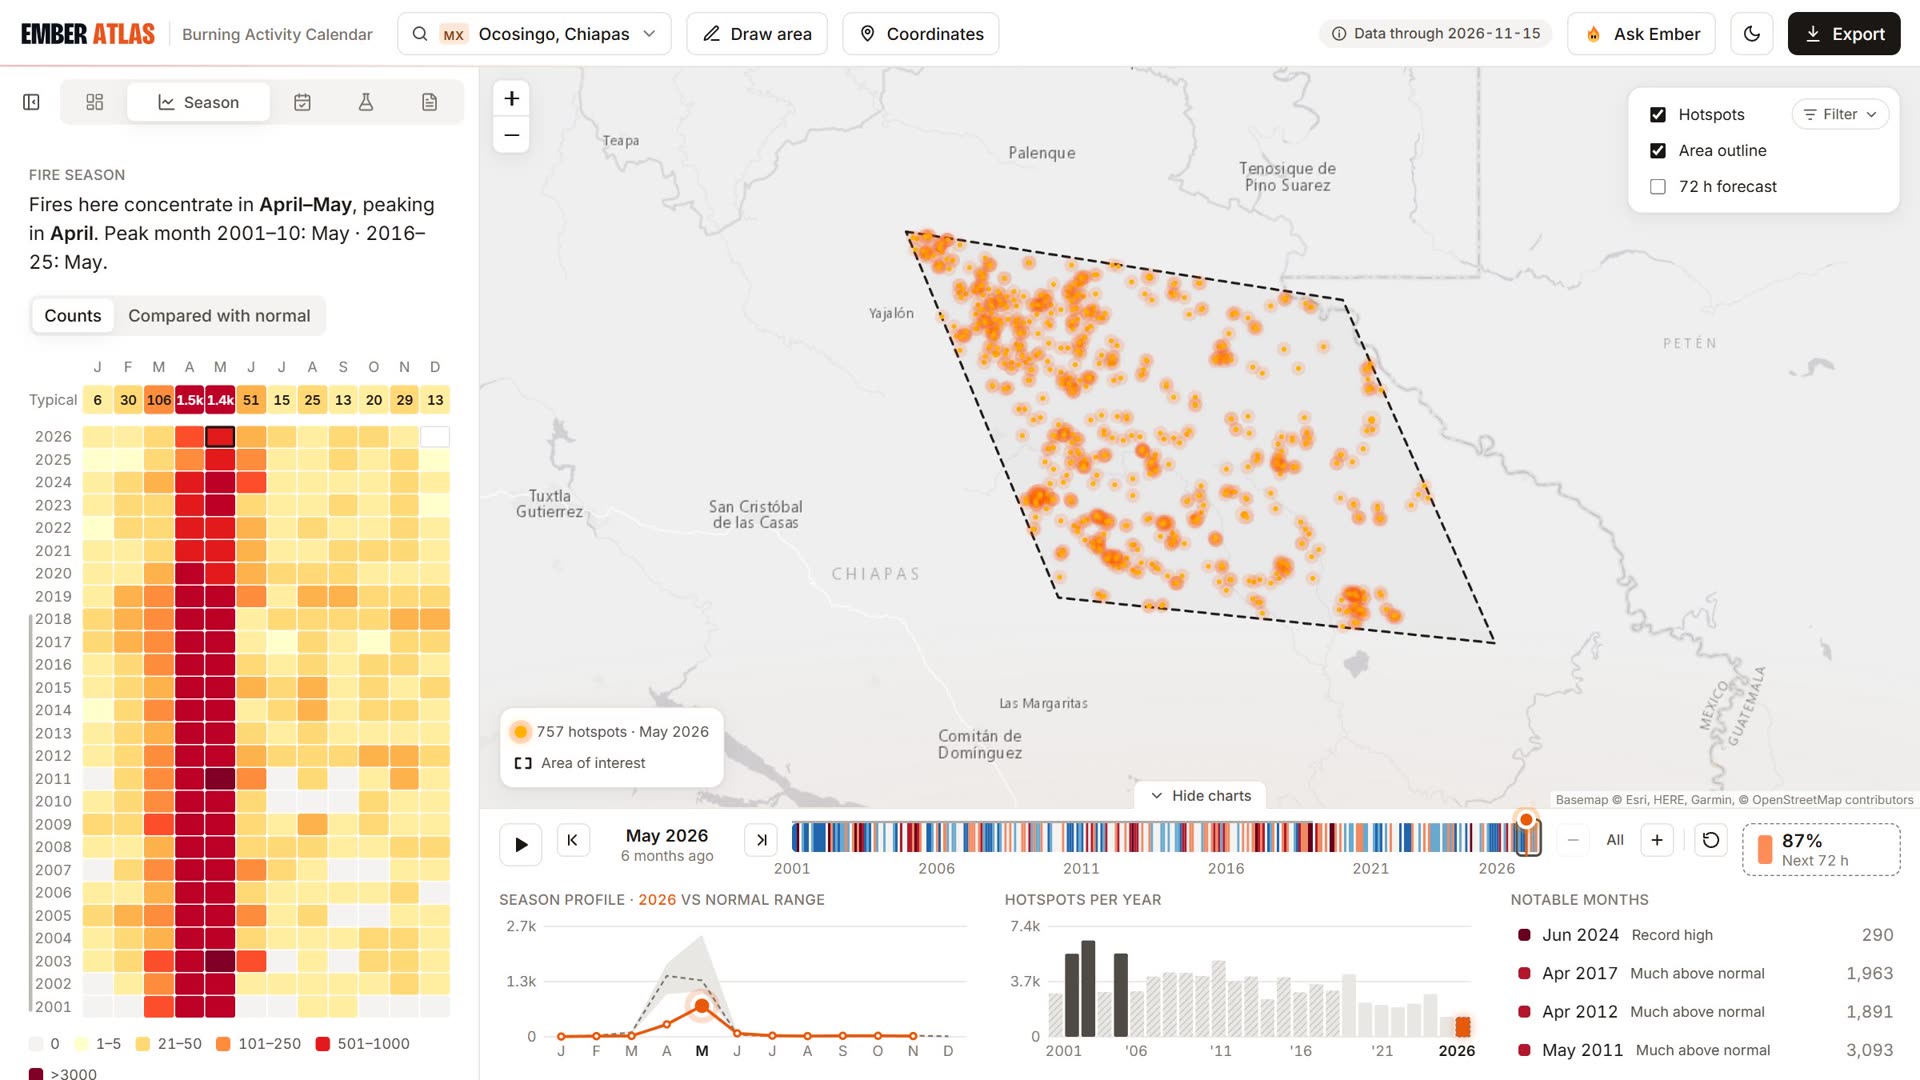 EMBER ATLAS
Burning Activity Calendar
MX Ocosingo, Chiapas
Draw area
Coordinates
Data through 2026-11-15
Ask Ember
Export
Season
FIRE SEASON
Fires here concentrate in April–May, peaking
in April. Peak month 2001–10: May · 2016–
25: May.
Counts
Compared with normal
J F M A M J J A S O N D
Typical 6 30 106 1.5k 1.4k 51 15 25 13 20 29 13
2026
2025
2024
2023
2022
2021
2020
2019
2018
2017
2016
2015
2014
2013
2012
2011
2010
2009
2008
2007
2006
2005
2004
2003
2002
2001
0 1–5 21–50 101–250 501–1000
>3000
+
−
Teapa
Palenque
Tenosique de
Pino Suarez
Yajalón
PETÉN
Tuxtla
Gutierrez
San Cristóbal
de las Casas
CHIAPAS
Las Margaritas
Comitán de
Domínguez
MEXICO
GUATEMALA
Hotspots
Filter
Area outline
72 h forecast
757 hotspots · May 2026
Area of interest
Hide charts
Basemap © Esri, HERE, Garmin, © OpenStreetMap contributors
May 2026
6 months ago
2001 2006 2011 2016 2021 2026
− All +
87%
Next 72 h
SEASON PROFILE · 2026 VS NORMAL RANGE
2.7k
1.3k
0
J F M A M J J A S O N D
HOTSPOTS PER YEAR
7.4k
3.7k
0
2001 '06 '11 '16 '21 2026
NOTABLE MONTHS
Jun 2024 Record high 290
Apr 2017 Much above normal 1,963
Apr 2012 Much above normal 1,891
May 2011 Much above normal 3,093